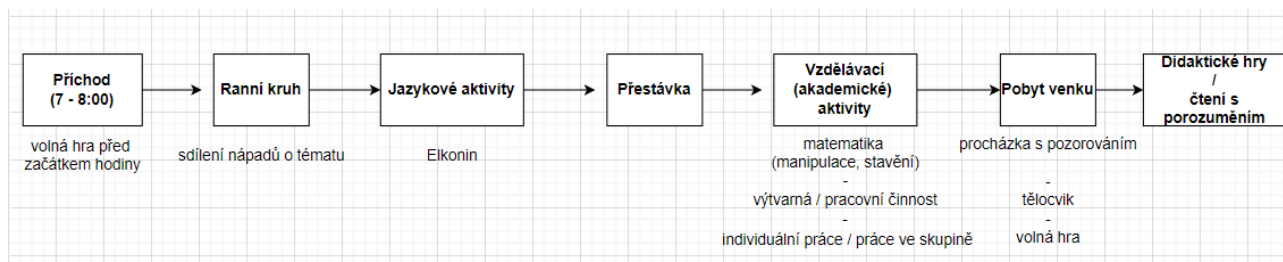 Příchod
(7 - 8:00)
volná hra před
začátkem hodiny
Ranní kruh
sdílení nápadů o tématu
Jazykové aktivity
Elkonin
Přestávka
Vzdělávací
(akademické)
aktivity
matematika
(manipulace, stavění)
-
výtvarná / pracovní činnost
-
individuální práce / práce ve skupině
Pobyt venku
procházka s pozorováním
-
tělocvik
-
volná hra
Didaktické hry
/
čtení s
porozuměním